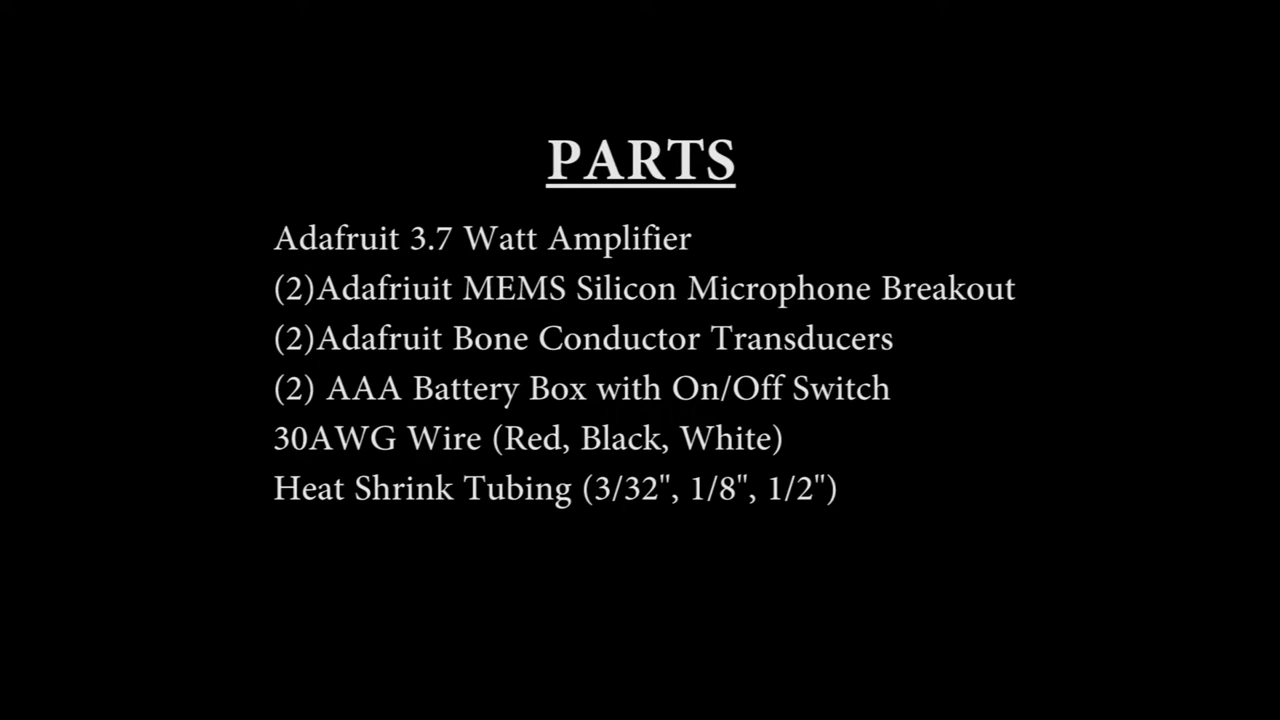 PARTS
Adafruit 3.7 Watt Amplifier
(2)Adafriuit MEMS Silicon Microphone Breakout
(2)Adafruit Bone Conductor Transducers
(2) AAA Battery Box with On/Off Switch
30AWG Wire (Red, Black, White)
Heat Shrink Tubing (3/32", 1/8", 1/2")